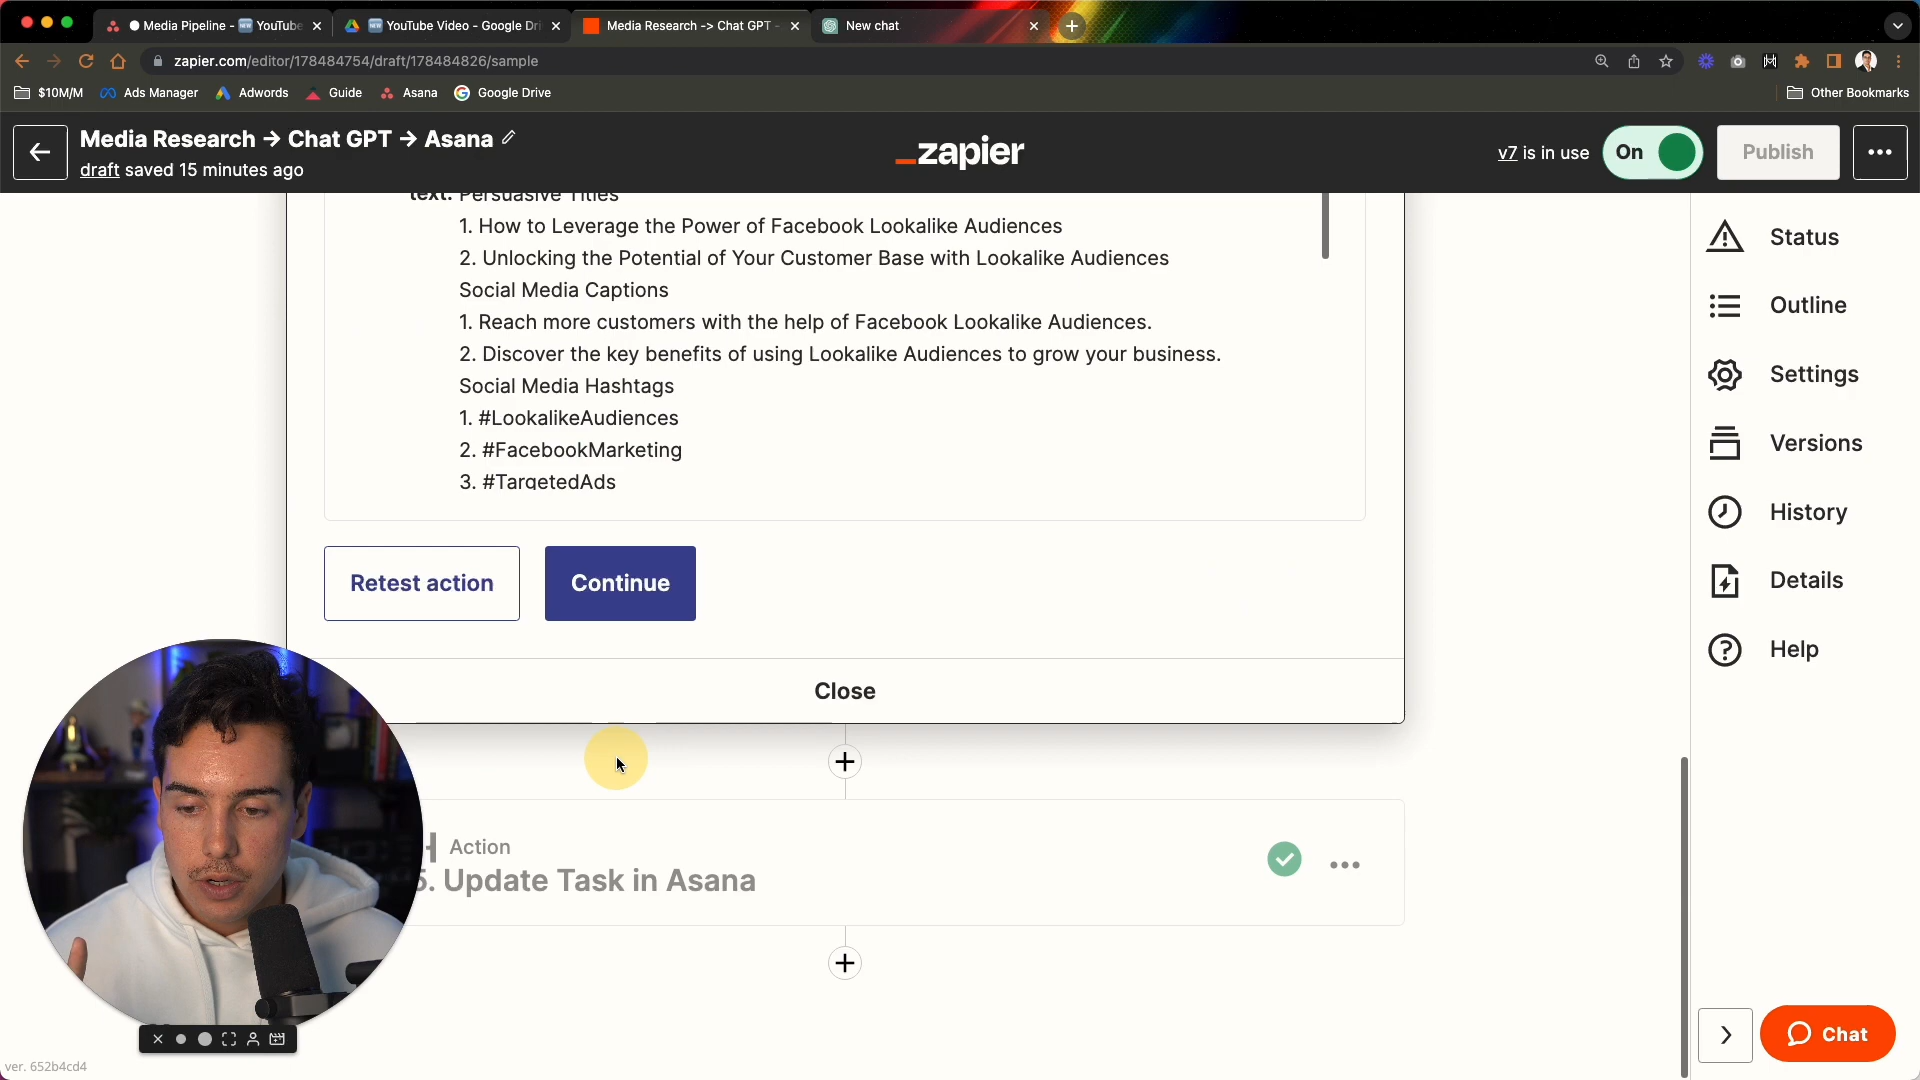 Media Pipeline - 🆕 YouTube
🆕 YouTube Video - Google Dri
Media Research -> Chat GPT -
New chat
zapier.com/editor/178484754/draft/178484826/sample
$10M/M
Ads Manager
Adwords
Guide
Asana
Google Drive
Other Bookmarks
Media Research → Chat GPT → Asana
draft saved 15 minutes ago
_zapier
v7 is in use
On
Publish
text: Persuasive Titles
1. How to Leverage the Power of Facebook Lookalike Audiences
2. Unlocking the Potential of Your Customer Base with Lookalike Audiences
Social Media Captions
1. Reach more customers with the help of Facebook Lookalike Audiences.
2. Discover the key benefits of using Lookalike Audiences to grow your business.
Social Media Hashtags
1. #LookalikeAudiences
2. #FacebookMarketing
3. #TargetedAds
Retest action
Continue
Close
Action
5. Update Task in Asana
Status
Outline
Settings
Versions
History
Details
Help
Chat
ver. 652b4cd4